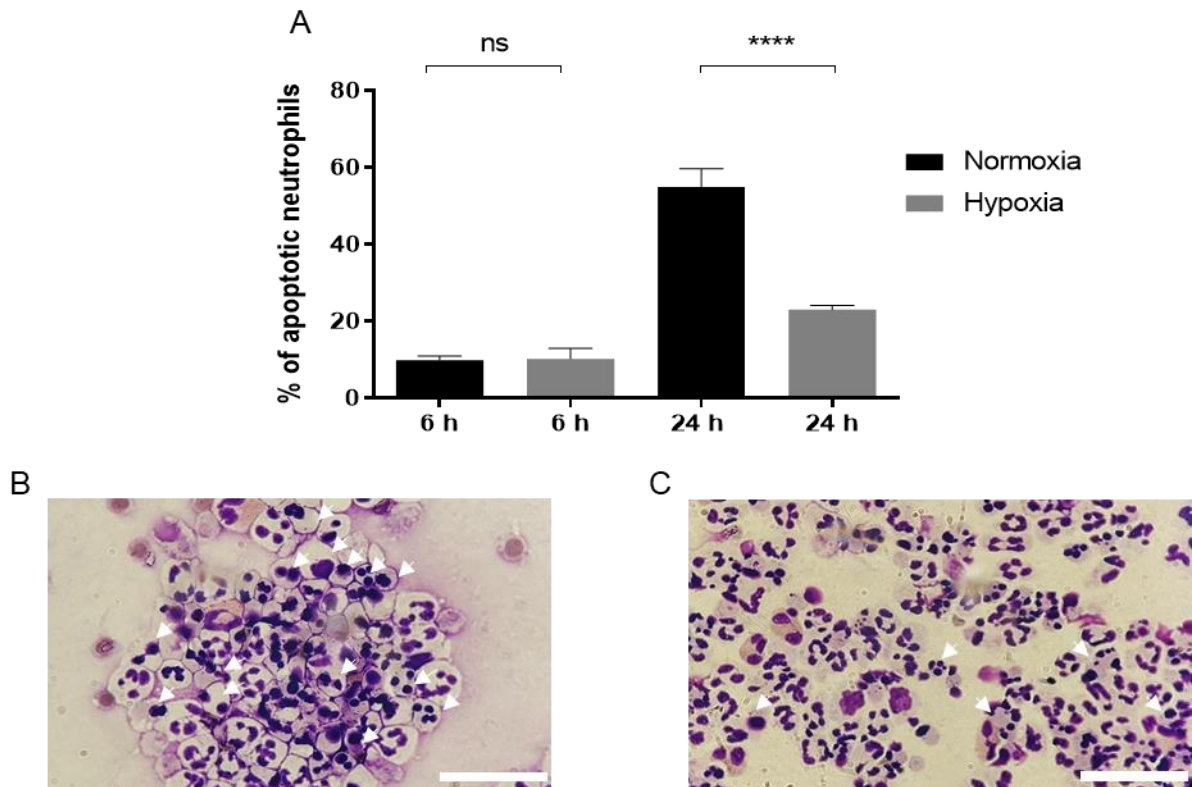 A
ns
****
% of apoptotic neutrophils
80
60
40
20
0
6 h
6 h
24 h
24 h
Normoxia
Hypoxia
B
C